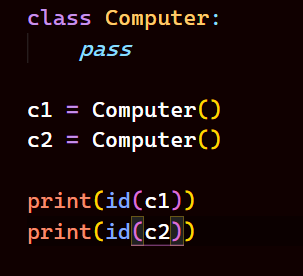 class Computer:
    pass
c1 = Computer()
c2 = Computer()
print(id(c1))
print(id(c2))